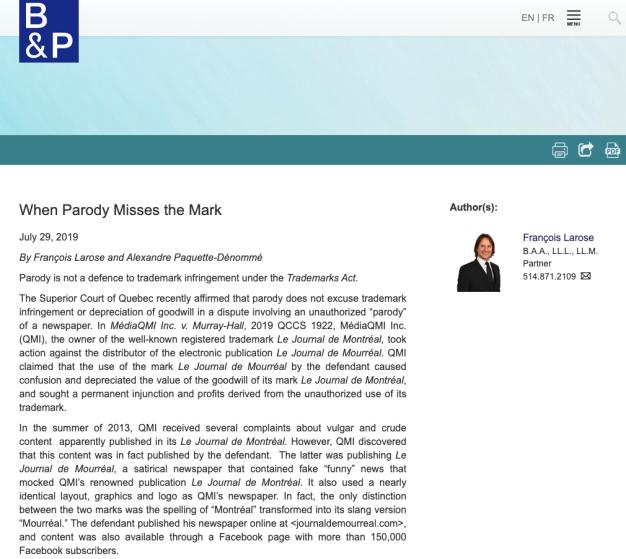 B
&P
EN | FR
MENU
PDF
When Parody Misses the Mark
Author(s):
July 29, 2019
François Larose
B.A.A., LL.L., LL.M.
Partner
514.871.2109
By François Larose and Alexandre Paquette-Dénommé
Parody is not a defence to trademark infringement under the Trademarks Act.
The Superior Court of Quebec recently affirmed that parody does not excuse trademark
infringement or depreciation of goodwill in a dispute involving an unauthorized “parody”
of a newspaper. In MédiaQMI Inc. v. Murray-Hall, 2019 QCCS 1922, MédiaQMI Inc.
(QMI), the owner of the well-known registered trademark Le Journal de Montréal, took
action against the distributor of the electronic publication Le Journal de Mourréal. QMI
claimed that the use of the mark Le Journal de Mourréal by the defendant caused
confusion and depreciated the value of the goodwill of its mark Le Journal de Montréal,
and sought a permanent injunction and profits derived from the unauthorized use of its
trademark.
In the summer of 2013, QMI received several complaints about vulgar and crude
content apparently published in its Le Journal de Montréal. However, QMI discovered
that this content was in fact published by the defendant. The latter was publishing Le
Journal de Mourréal, a satirical newspaper that contained fake “funny” news that
mocked QMI’s renowned publication Le Journal de Montréal. It also used a nearly
identical layout, graphics and logo as QMI’s newspaper. In fact, the only distinction
between the two marks was the spelling of “Montréal” transformed into its slang version
“Mourréal.” The defendant published his newspaper online at <journaldemourreal.com>,
and content was also available through a Facebook page with more than 150,000
Facebook subscribers.